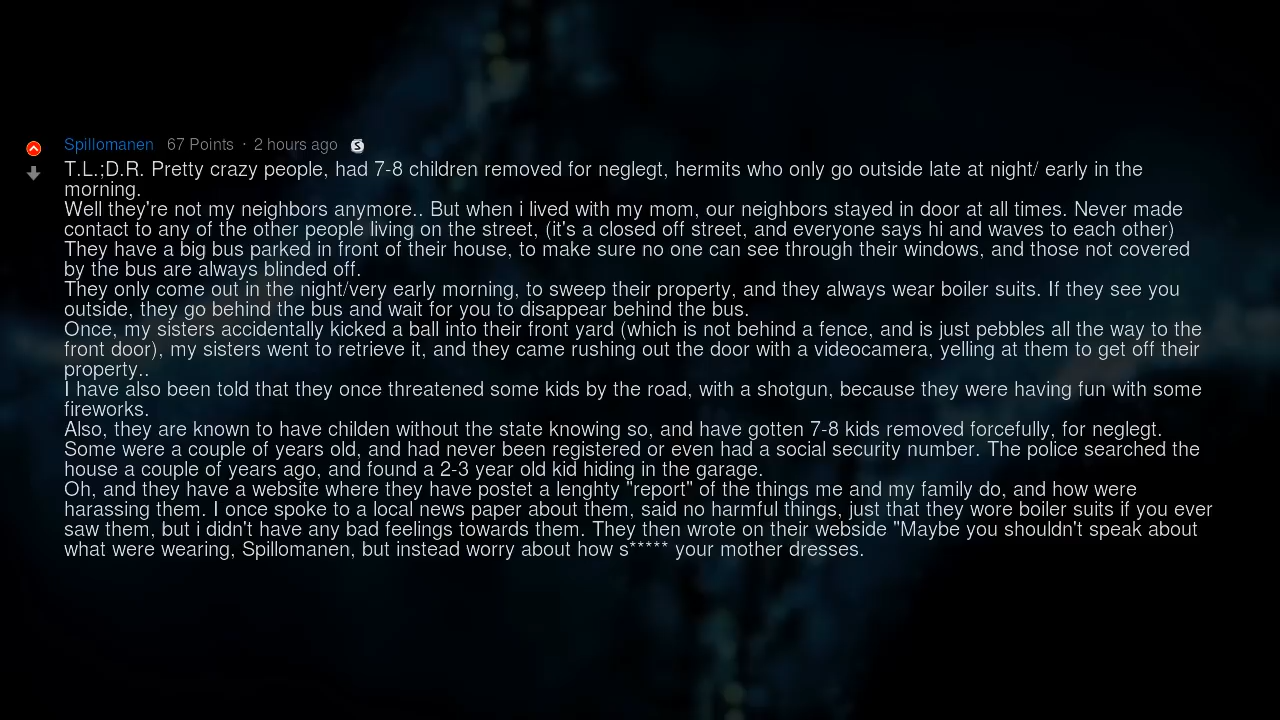 Spillomanen 67 Points · 2 hours ago S
T.L.;D.R. Pretty crazy people, had 7-8 children removed for neglegt, hermits who only go outside late at night/ early in the
morning.
Well they're not my neighbors anymore.. But when i lived with my mom, our neighbors stayed in door at all times. Never made
contact to any of the other people living on the street, (it's a closed off street, and everyone says hi and waves to each other)
They have a big bus parked in front of their house, to make sure no one can see through their windows, and those not covered
by the bus are always blinded off.
They only come out in the night/very early morning, to sweep their property, and they always wear boiler suits. If they see you
outside, they go behind the bus and wait for you to disappear behind the bus.
Once, my sisters accidentally kicked a ball into their front yard (which is not behind a fence, and is just pebbles all the way to the
front door), my sisters went to retrieve it, and they came rushing out the door with a videocamera, yelling at them to get off their
property..
I have also been told that they once threatened some kids by the road, with a shotgun, because they were having fun with some
fireworks.
Also, they are known to have childen without the state knowing so, and have gotten 7-8 kids removed forcefully, for neglegt.
Some were a couple of years old, and had never been registered or even had a social security number. The police searched the
house a couple of years ago, and found a 2-3 year old kid hiding in the garage.
Oh, and they have a website where they have postet a lenghty "report" of the things me and my family do, and how were
harassing them. I once spoke to a local news paper about them, said no harmful things, just that they wore boiler suits if you ever
saw them, but i didn't have any bad feelings towards them. They then wrote on their webside "Maybe you shouldn't speak about
what were wearing, Spillomanen, but instead worry about how s***** your mother dresses.